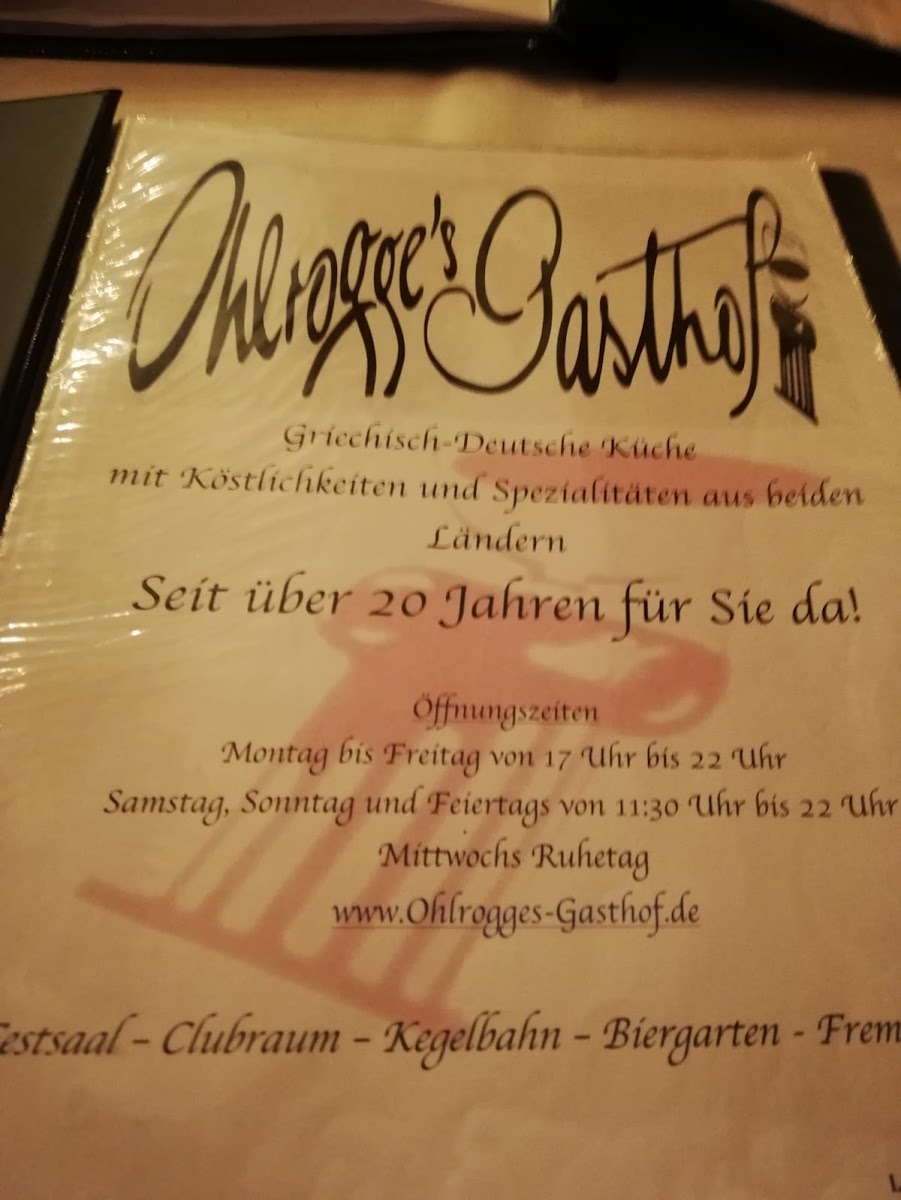 Ohlrogge's Gasthof
Griechisch-Deutsche Küche
mit Köstlichkeiten und Spezialitäten aus beiden
Ländern
Seit über 20 Jahren für Sie da!
Öffnungszeiten
Montag bis Freitag von 17 Uhr bis 22 Uhr
Samstag, Sonntag und Feiertags von 11:30 Uhr bis 22 Uhr
Mittwochs Ruhetag
www.Ohlrogges-Gasthof.de
Festsaal – Clubraum – Kegelbahn – Biergarten - Frem